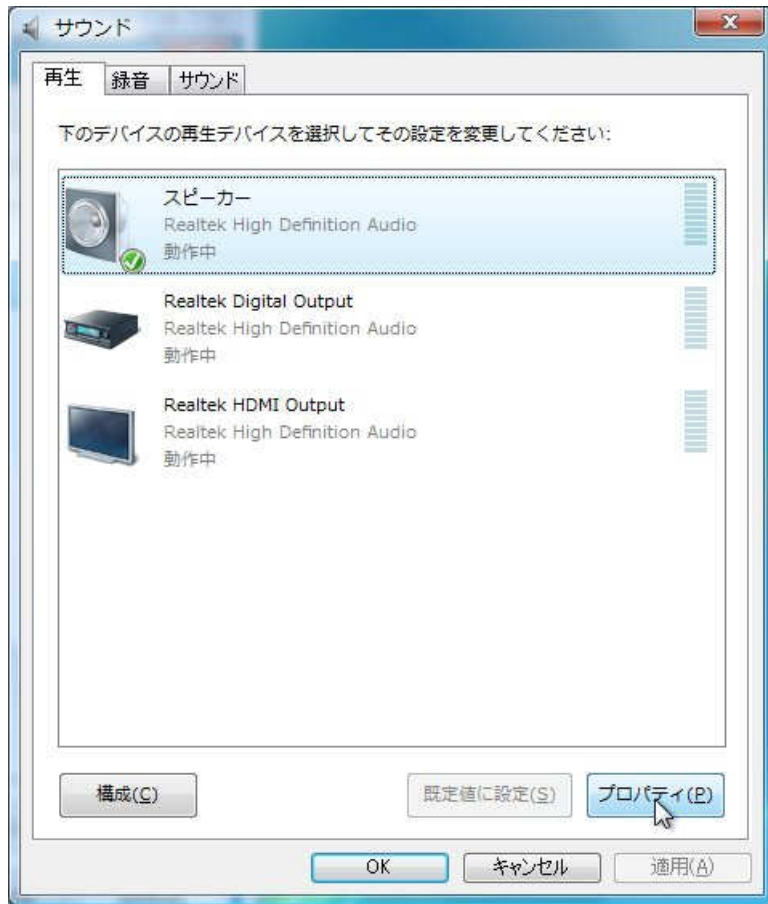 サウンド
再生 録音 サウンド
下のデバイスの再生デバイスを選択してその設定を変更してください:
スピーカー
Realtek High Definition Audio
動作中
Realtek Digital Output
Realtek High Definition Audio
動作中
Realtek HDMI Output
Realtek High Definition Audio
動作中
構成(C) 既定値に設定(S) プロパティ(P)
OK キャンセル 適用(A)